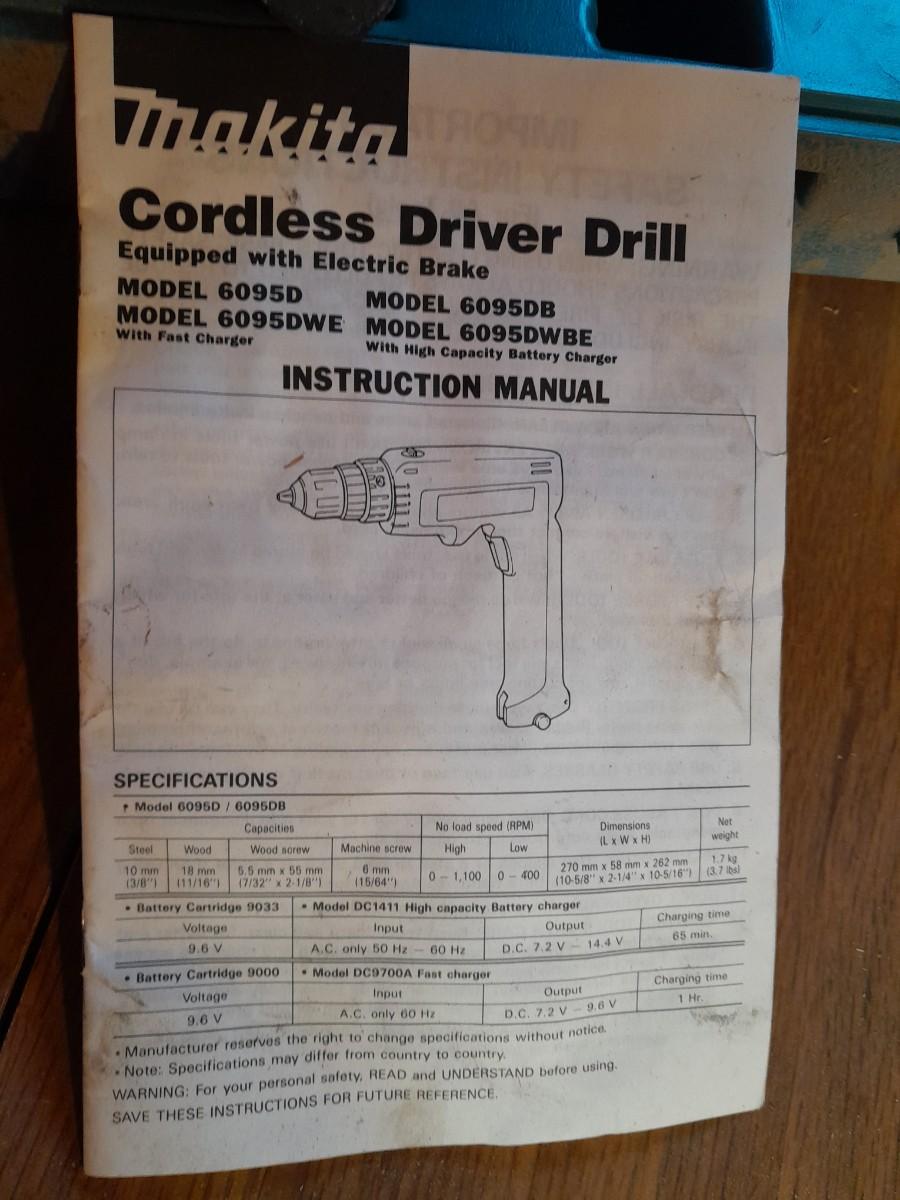 makita
Cordless Driver Drill
Equipped with Electric Brake
MODEL 6095D MODEL 6095DB
MODEL 6095DWE MODEL 6095DWBE
With Fast Charger With High Capacity Battery Charger
INSTRUCTION MANUAL
SPECIFICATIONS
• Model 6095D / 6095DB
Capacities No load speed (RPM) Dimensions (L x W x H) Net weight
Steel Wood Wood screw Machine screw High Low
10 mm 18 mm 5.5 mm x 55 mm 6 mm 0 – 1,100 0 – 400 270 mm x 58 mm x 262 mm 1.7 kg
(3/8'') (11/16'') (7/32'' x 2-1/8'') (15/64'') (10-5/8'' x 2-1/4'' x 10-5/16'') (3.7 lbs)
• Battery Cartridge 9033 • Model DC1411 High capacity Battery charger
Voltage Input Output Charging time
9.6 V A.C. only 50 Hz – 60 Hz D.C. 7.2 V – 14.4 V 65 min.
• Battery Cartridge 9000 • Model DC9700A Fast charger
Voltage Input Output Charging time
9.6 V A.C. only 60 Hz D.C. 7.2 V – 9.6 V 1 Hr.
• Manufacturer reserves the right to change specifications without notice.
• Note: Specifications may differ from country to country.
WARNING: For your personal safety, READ and UNDERSTAND before using.
SAVE THESE INSTRUCTIONS FOR FUTURE REFERENCE.